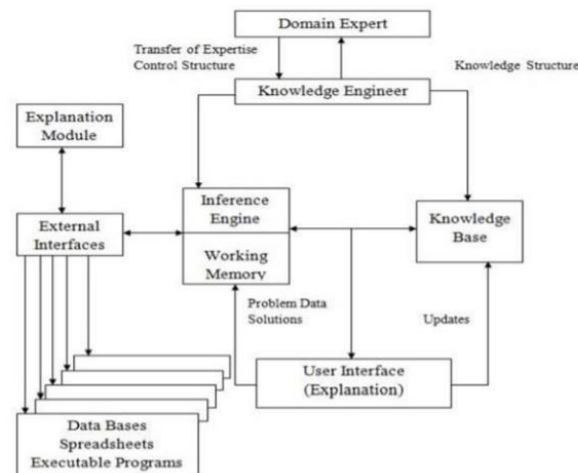 Domain Expert
Transfer of Expertise
Control Structure
Knowledge Structure
Knowledge Engineer
Explanation
Module
Inference
Engine
External
Interfaces
Knowledge
Base
Working
Memory
Problem Data
Solutions
Updates
User Interface
(Explanation)
Data Bases
Spreadsheets
Executable Programs